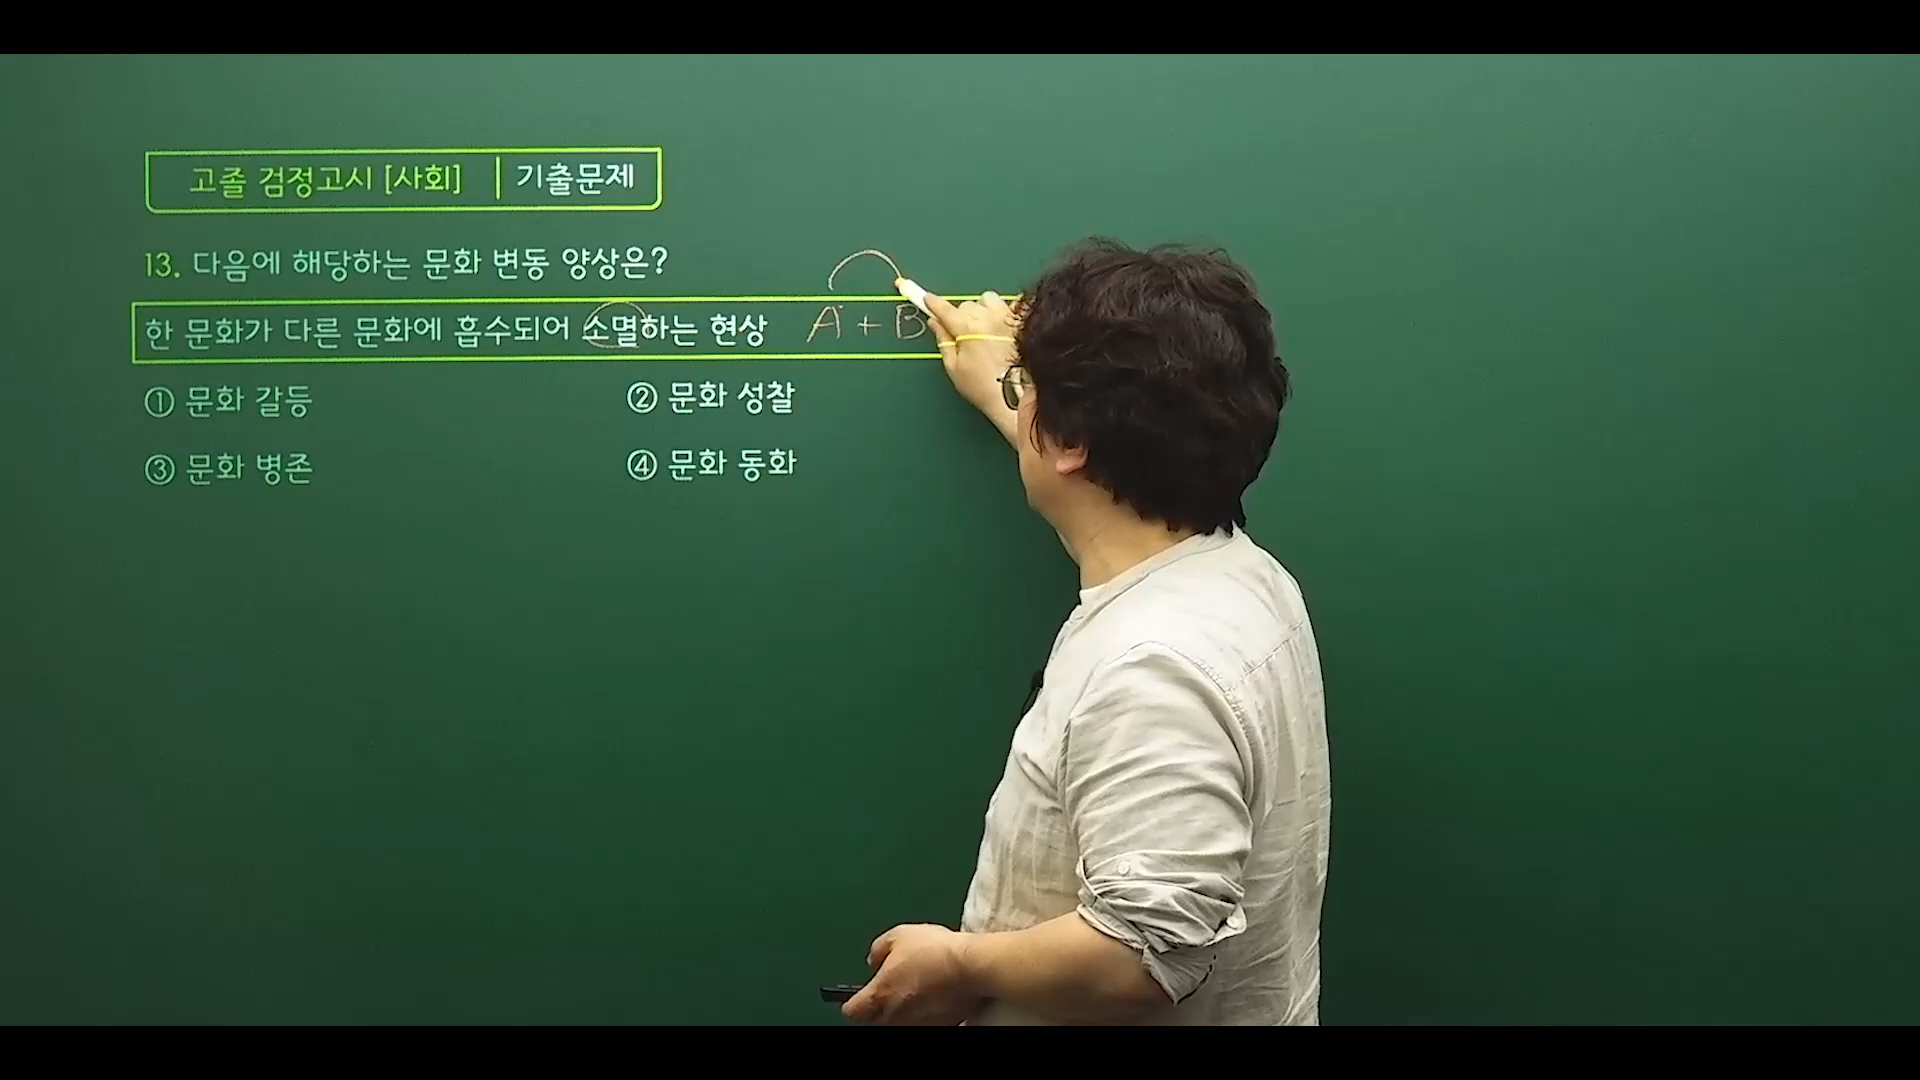 고졸 검정고시 [사회] | 기출문제
13. 다음에 해당하는 문화 변동 양상은?
한 문화가 다른 문화에 흡수되어 소멸하는 현상 A + B
① 문화 갈등 ② 문화 성찰
③ 문화 병존 ④ 문화 동화